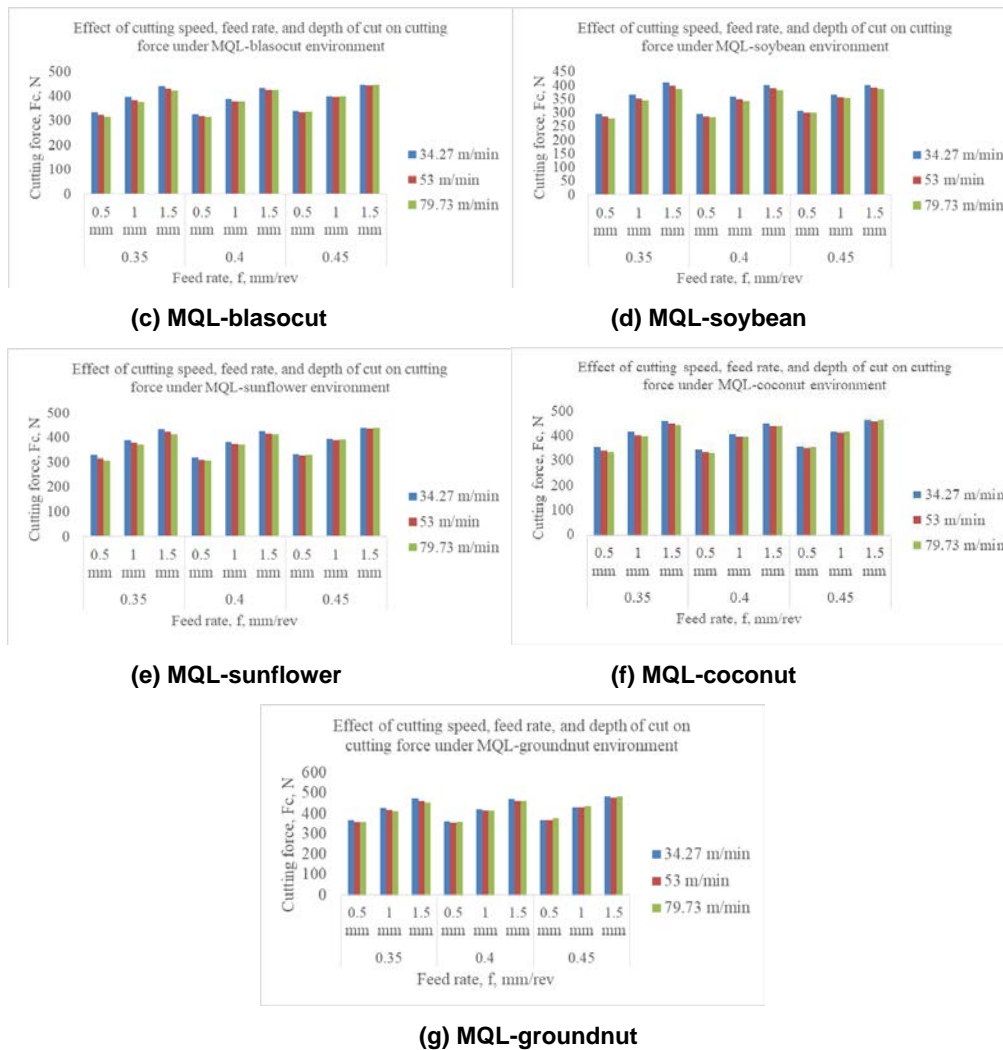 Effect of cutting speed, feed rate, and depth of cut on cutting
force under MQL-blasocut environment
Cutting force, Fc, N
500
400
300
200
100
0
0.5 1 1.5 0.5 1 1.5 0.5 1 1.5
mm mm mm mm mm mm mm mm mm
0.35 0.4 0.45
Feed rate, f, mm/rev
34.27 m/min
53 m/min
79.73 m/min
(c) MQL-blasocut
Effect of cutting speed, feed rate, and depth of cut on cutting
force under MQL-soybean environment
Cutting force, Fc, N
450
400
350
300
250
200
150
100
50
0
0.5 1 1.5 0.5 1 1.5 0.5 1 1.5
mm mm mm mm mm mm mm mm mm
0.35 0.4 0.45
Feed rate, f, mm/rev
34.27 m/min
53 m/min
79.73 m/min
(d) MQL-soybean
Effect of cutting speed, feed rate, and depth of cut on cutting
force under MQL-sunflower environment
Cutting force, Fc, N
500
400
300
200
100
0
0.5 1 1.5 0.5 1 1.5 0.5 1 1.5
mm mm mm mm mm mm mm mm mm
0.35 0.4 0.45
Feed rate, f, mm/rev
34.27 m/min
53 m/min
79.73 m/min
(e) MQL-sunflower
Effect of cutting speed, feed rate, and depth of cut on cutting
force under MQL-coconut environment
Cutting force, Fc, N
500
400
300
200
100
0
0.5 1 1.5 0.5 1 1.5 0.5 1 1.5
mm mm mm mm mm mm mm mm mm
0.35 0.4 0.45
Feed rate, f, mm/rev
34.27 m/min
53 m/min
79.73 m/min
(f) MQL-coconut
Effect of cutting speed, feed rate, and depth of cut on
cutting force under MQL-groundnut environment
Cutting force, Fc, N
600
500
400
300
200
100
0
0.5 1 1.5 0.5 1 1.5 0.5 1 1.5
mm mm mm mm mm mm mm mm mm
0.35 0.4 0.45
Feed rate, f, mm/rev
34.27 m/min
53 m/min
79.73 m/min
(g) MQL-groundnut